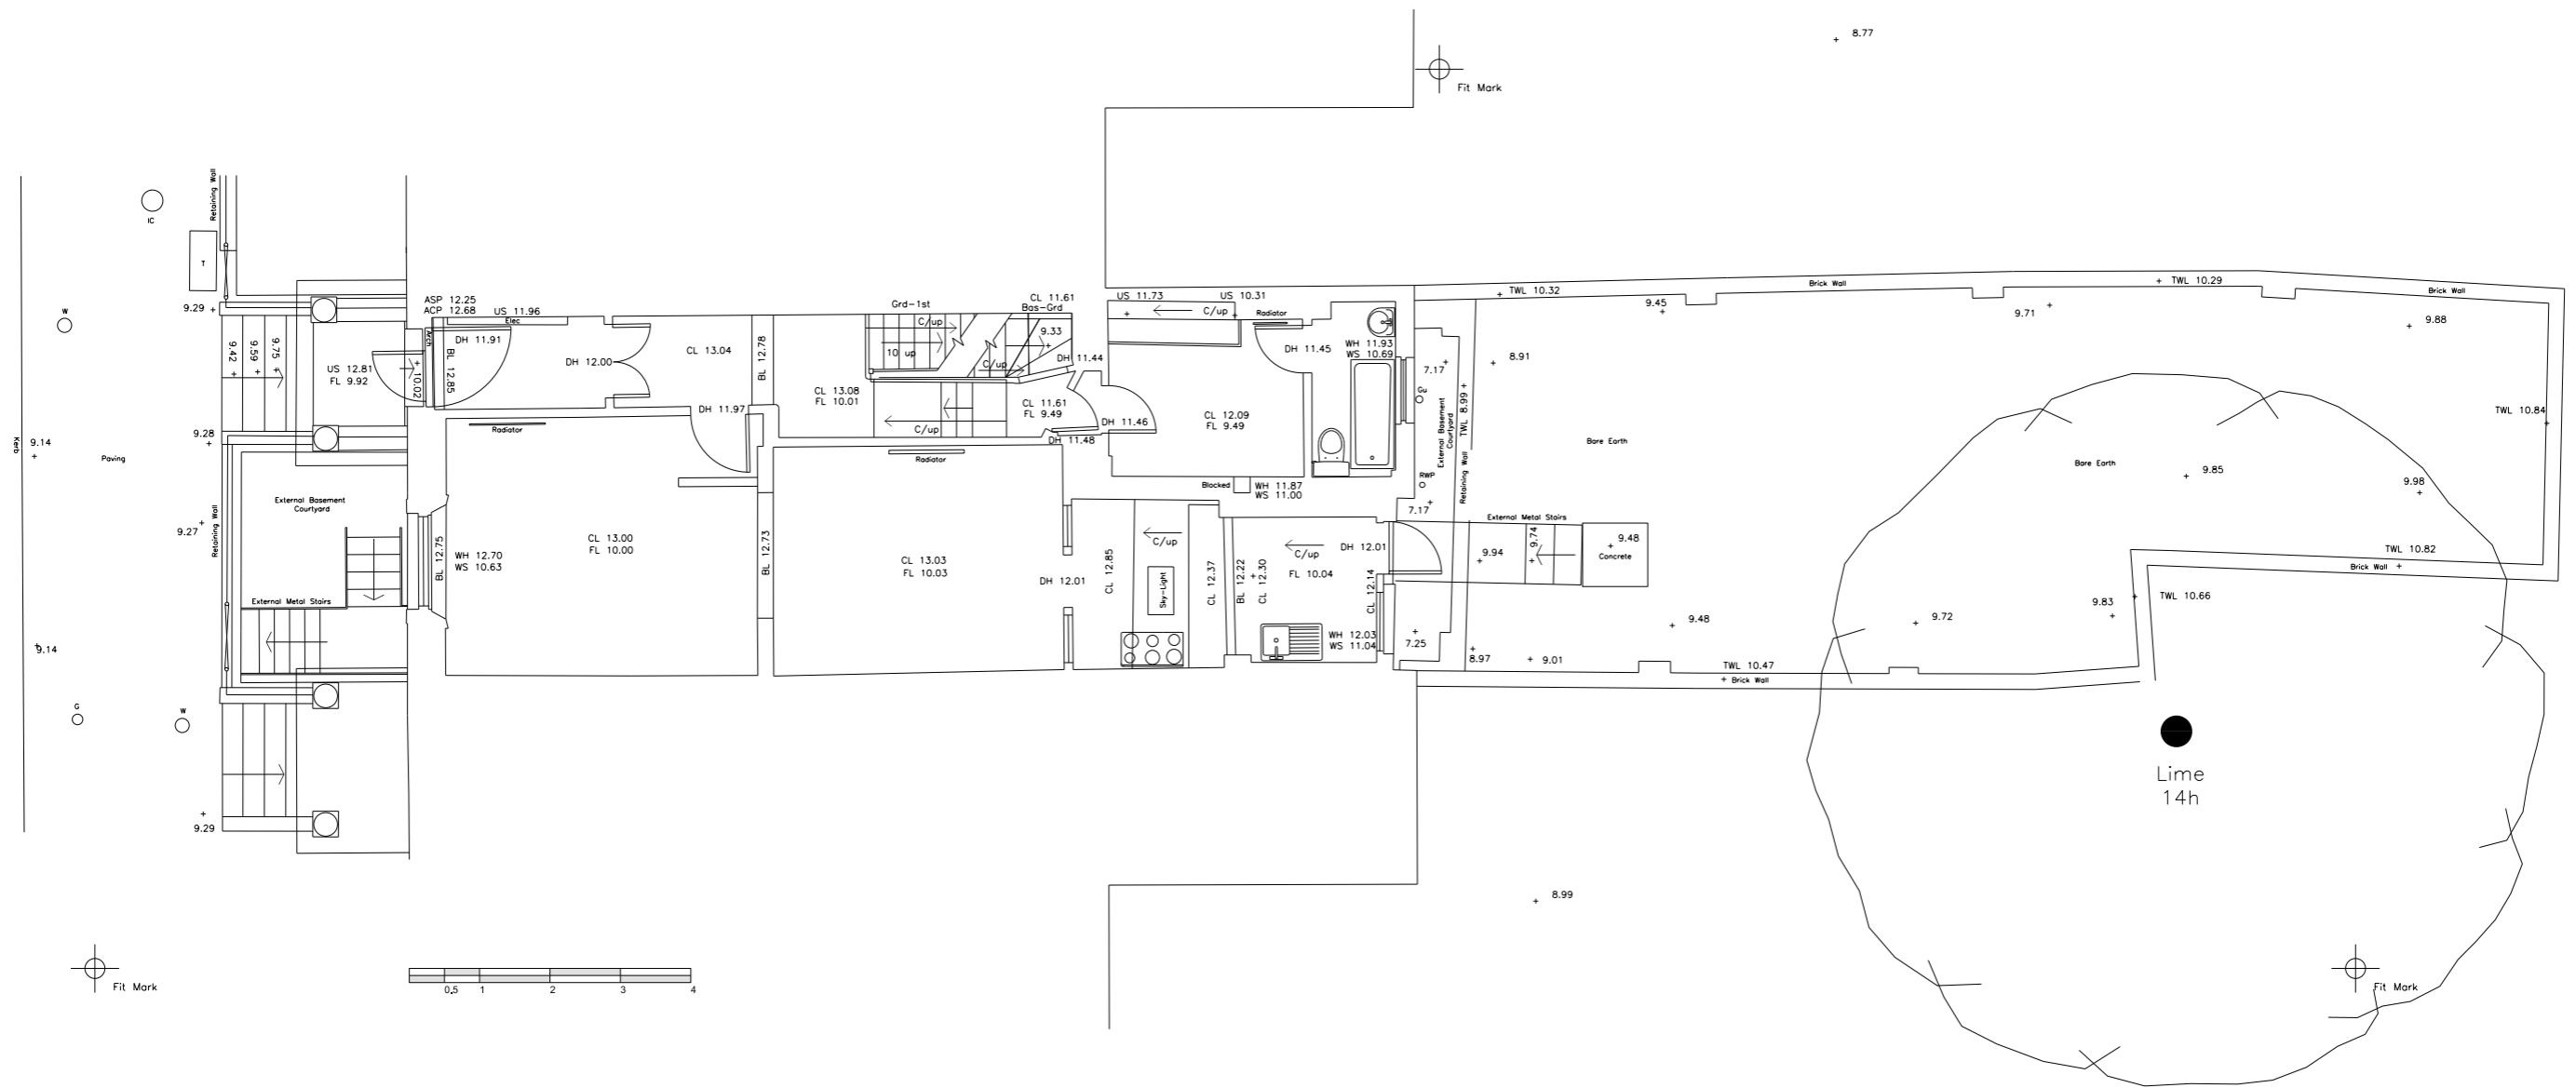 8.77
Fit Mark
Retaining Wall
IC
T
W
9.29
ASP 12.25
ACP 12.68
US 11.96
Elec
Grd-1st
CL 11.61
Bas-Grd
US 11.73
US 10.31
C/up
Radiator
TWL 10.32
9.45
Brick Wall
TWL 10.29
9.71
Brick Wall
9.88
9.42
9.59
9.75
US 12.81
FL 9.92
10.02
Arch
BL 12.85
DH 11.91
DH 12.00
CL 13.04
BL 12.78
C/up
10 up
9.33
C/up
DH 11.44
DH 11.45
WH 11.93
WS 10.69
7.17
Gu
8.91
CL 13.08
FL 10.01
CL 11.61
FL 9.49
C/up
DH 11.46
DH 11.48
CL 12.09
FL 9.49
DH 11.97
Radiator
Radiator
External Basement
Courtyard
Retaining Wall
TWL 8.99
Bare Earth
TWL 10.84
Kerb
9.14
Paving
9.28
External Basement
Courtyard
9.27
Retaining Wall
Blocked
WH 11.87
WS 11.00
RWP
7.17
Bare Earth
9.85
9.98
BL 12.75
WH 12.70
WS 10.63
CL 13.00
FL 10.00
BL 12.73
CL 13.03
FL 10.03
DH 12.01
CL 12.85
C/up
Sky-Light
CL 12.37
BL 12.22
CL 12.30
C/up
FL 10.04
DH 12.01
CL 12.14
External Metal Stairs
9.94
9.74
9.48
Concrete
TWL 10.82
Brick Wall
External Metal Stairs
9.14
WH 12.03
WS 11.04
7.25
8.97
9.01
9.48
9.72
9.83
TWL 10.66
TWL 10.47
Brick Wall
G
W
9.29
Lime
14h
8.99
Fit Mark
0.5 1 2 3 4
Fit Mark